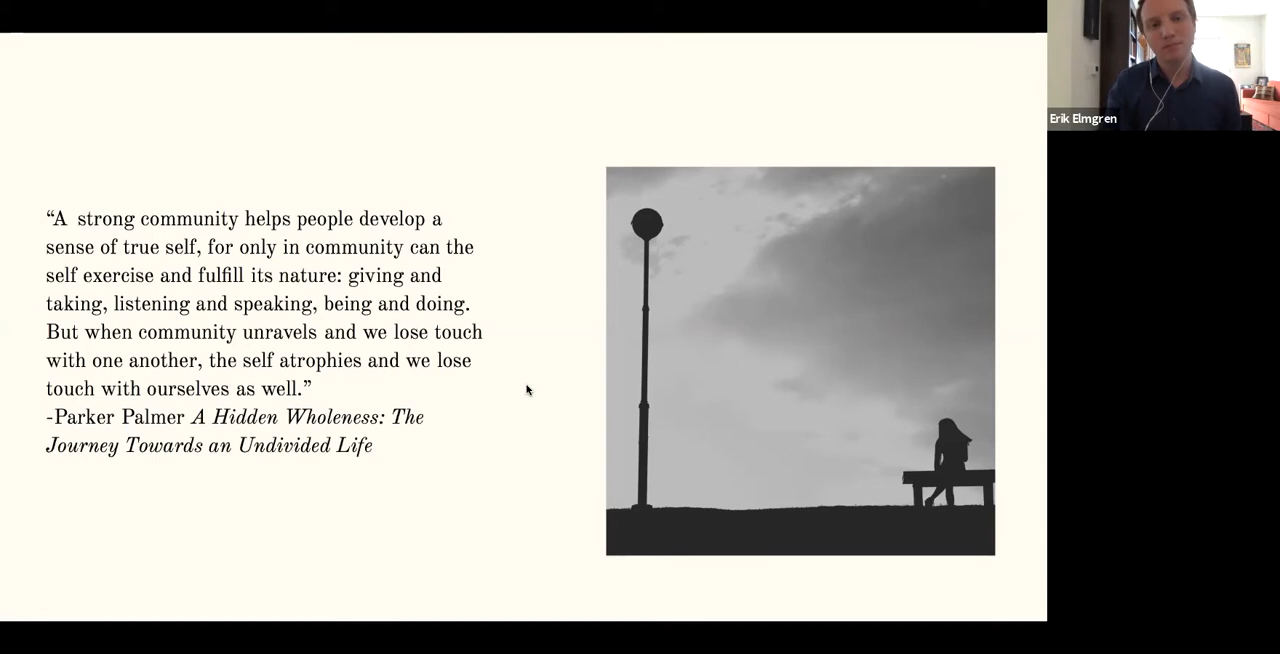 “A strong community helps people develop a
sense of true self, for only in community can the
self exercise and fulfill its nature: giving and
taking, listening and speaking, being and doing.
But when community unravels and we lose touch
with one another, the self atrophies and we lose
touch with ourselves as well.”
-Parker Palmer A Hidden Wholeness: The
Journey Towards an Undivided Life
Erik Elmgren